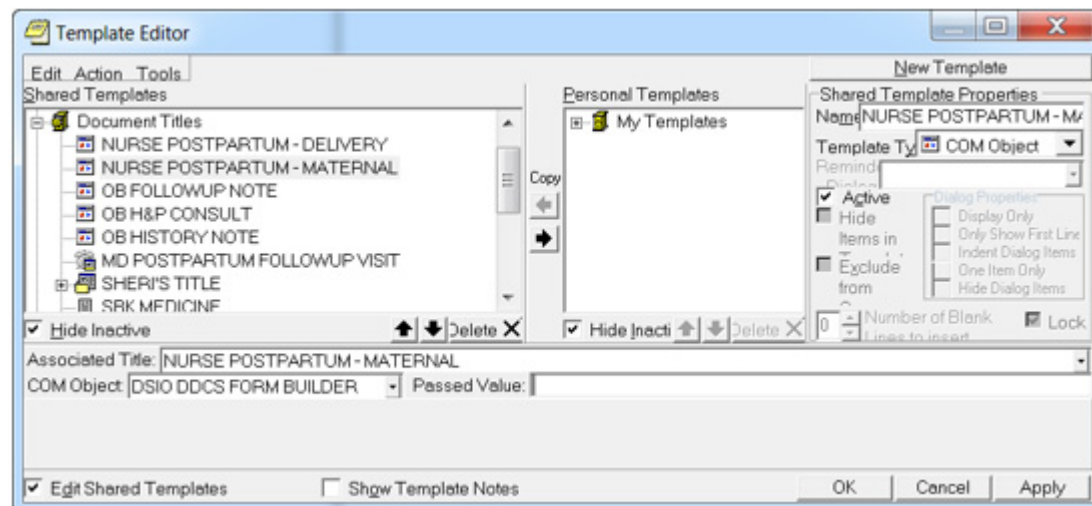 Template Editor
Edit Action Tools
New Template
Shared Templates
Document Titles
NURSE POSTPARTUM - DELIVERY
NURSE POSTPARTUM - MATERNAL
OB FOLLOWUP NOTE
OB H&P CONSULT
OB HISTORY NOTE
MD POSTPARTUM FOLLOWUP VISIT
SHERI'S TITLE
SBK MEDICINE
Hide Inactive
Delete
Copy
Personal Templates
My Templates
Hide Inacti
Delete
Shared Template Properties
Name NURSE POSTPARTUM - MA
Template Ty COM Object
Remind
Dialog
Active
Hide
Items in
Exclude
from
Dialog Properties
Display Only
Only Show First Line
Indent Dialog Items
One Item Only
Hide Dialog Items
0 Number of Blank
Lines to insert
Lock
Associated Title: NURSE POSTPARTUM - MATERNAL
COM Object: DSIO DDCS FORM BUILDER Passed Value:
Edit Shared Templates Show Template Notes OK Cancel Apply